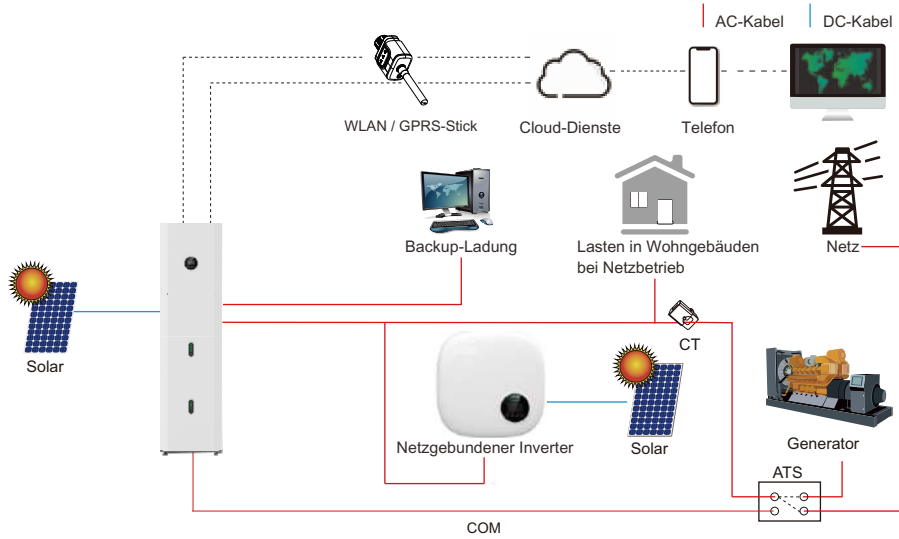 AC-Kabel
DC-Kabel
WLAN / GPRS-Stick
Cloud-Dienste
Telefon
Backup-Ladung
Lasten in Wohngebäuden
bei Netzbetrieb
Netz
Solar
CT
Netzgebundener Inverter
Solar
Generator
ATS
COM